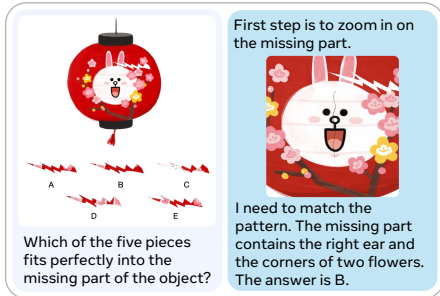 A
B
C
D
E
Which of the five pieces
fits perfectly into the
missing part of the object?
First step is to zoom in on
the missing part.
I need to match the
pattern. The missing part
contains the right ear and
the corners of two flowers.
The answer is B.